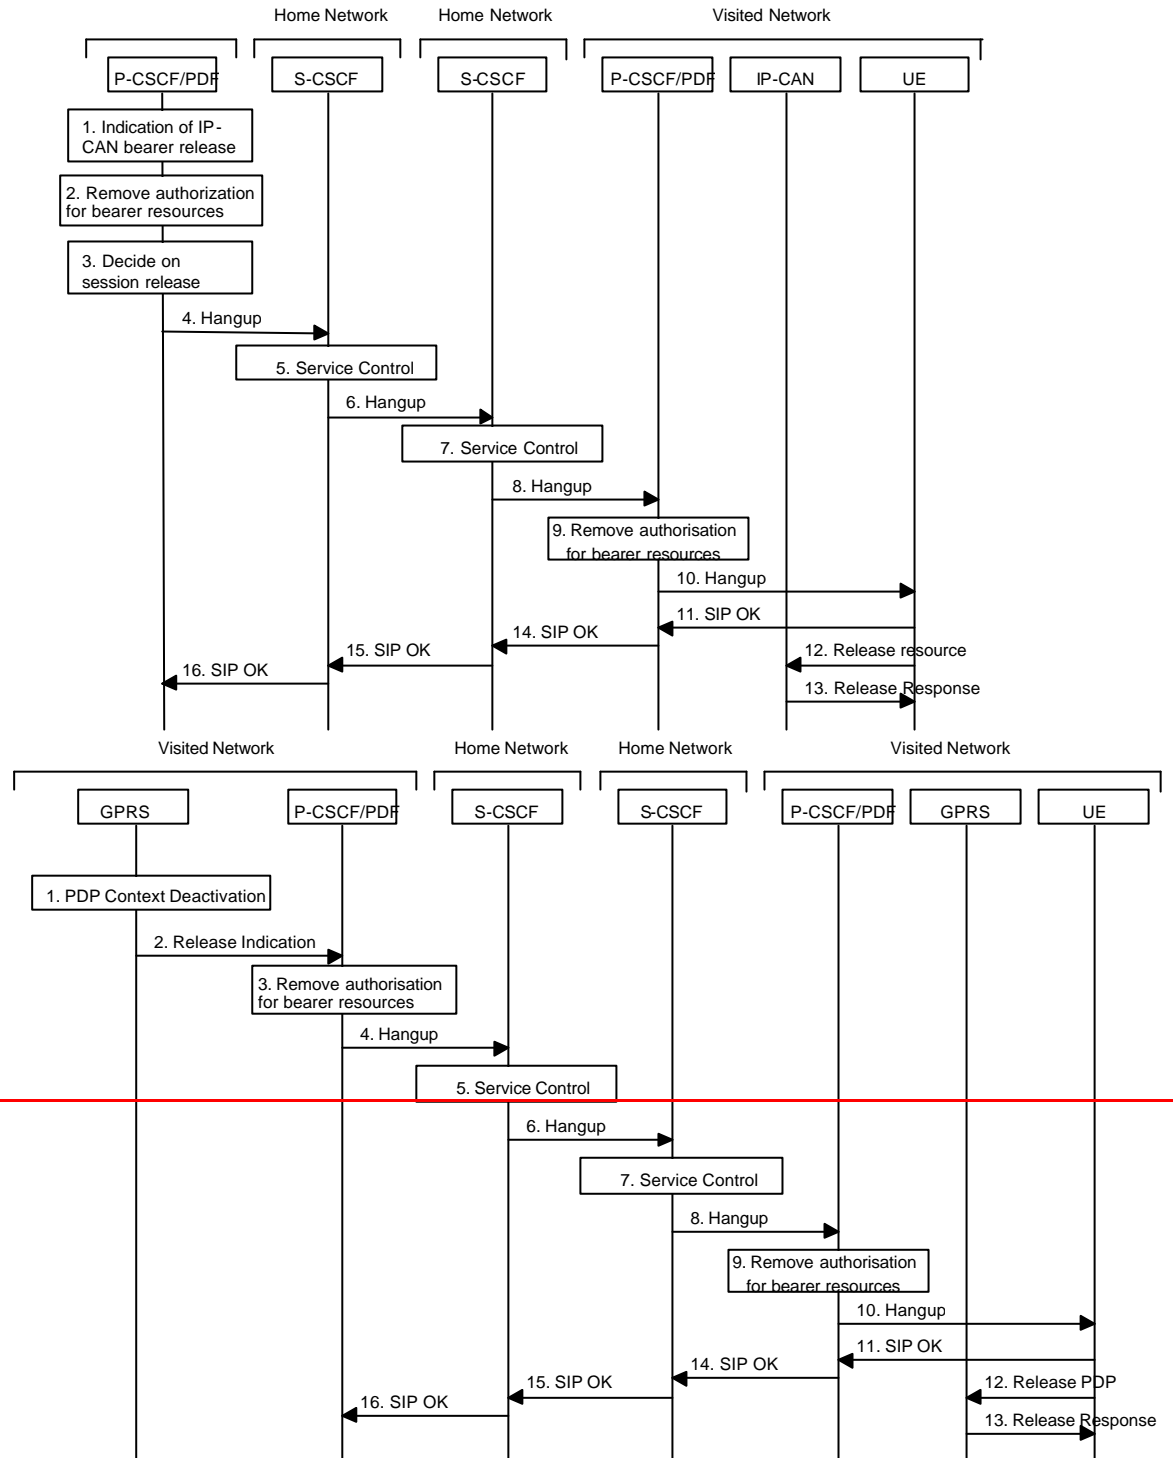 Home Network
Home Network
Visited Network
P-CSCF/PDF
S-CSCF
S-CSCF
P-CSCF/PDF
IP-CAN
UE
1. Indication of IP-
CAN bearer release
2. Remove authorization
for bearer resources
3. Decide on
session release
4. Hangup
5. Service Control
6. Hangup
7. Service Control
8. Hangup
9. Remove authorisation
for bearer resources
10. Hangup
11. SIP OK
14. SIP OK
15. SIP OK
12. Release resource
16. SIP OK
13. Release Response
Visited Network
Home Network
Home Network
Visited Network
GPRS
P-CSCF/PDF
S-CSCF
S-CSCF
P-CSCF/PDF
GPRS
UE
1. PDP Context Deactivation
2. Release Indication
3. Remove authorisation
for bearer resources
4. Hangup
5. Service Control
6. Hangup
7. Service Control
8. Hangup
9. Remove authorisation
for bearer resources
10. Hangup
11. SIP OK
14. SIP OK
15. SIP OK
12. Release PDP
16. SIP OK
13. Release Response